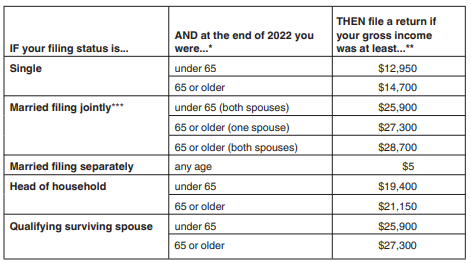 IF your filing status is... AND at the end of 2022 you were...* THEN file a return if your gross income was at least...**
Single under 65 $12,950
65 or older $14,700
Married filing jointly*** under 65 (both spouses) $25,900
65 or older (one spouse) $27,300
65 or older (both spouses) $28,700
Married filing separately any age $5
Head of household under 65 $19,400
65 or older $21,150
Qualifying surviving spouse under 65 $25,900
65 or older $27,300